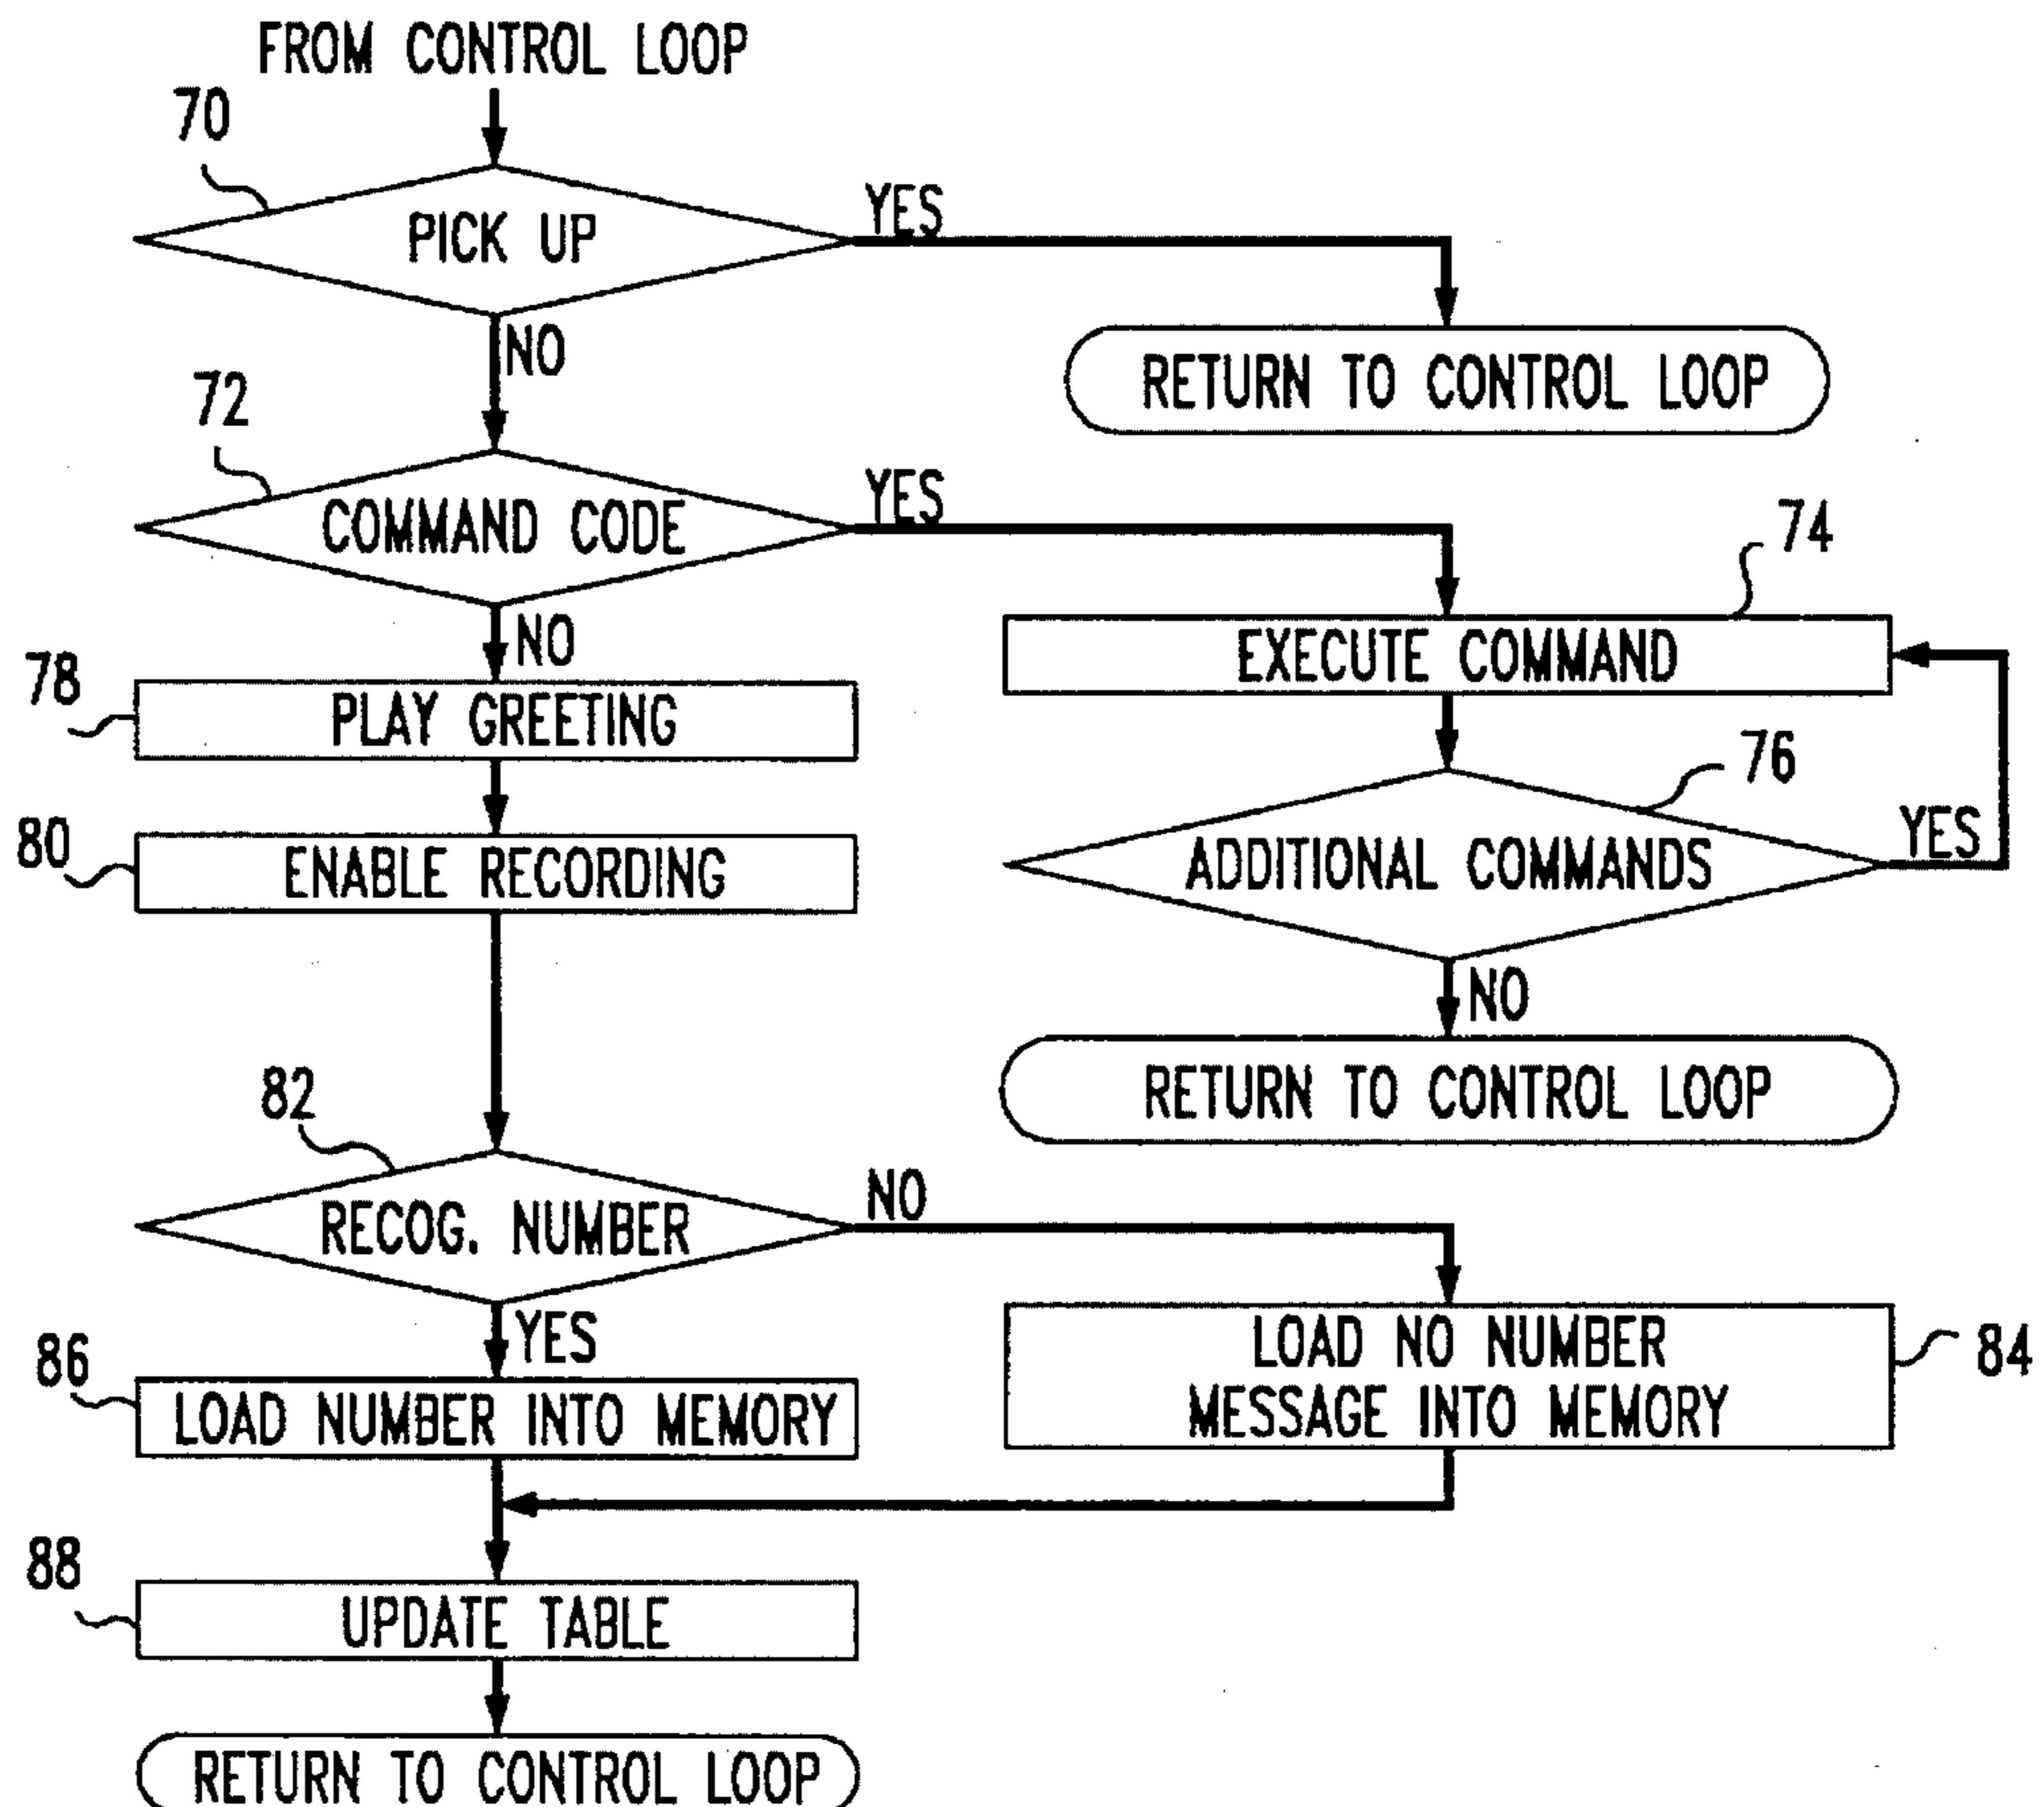 FROM CONTROL LOOP
70
PICK UP
YES
RETURN TO CONTROL LOOP
NO
72
COMMAND CODE
YES
74
EXECUTE COMMAND
NO
78
PLAY GREETING
76
ADDITIONAL COMMANDS
YES
80
ENABLE RECORDING
NO
RETURN TO CONTROL LOOP
82
RECOG. NUMBER
NO
84
LOAD NO NUMBER
MESSAGE INTO MEMORY
YES
86
LOAD NUMBER INTO MEMORY
88
UPDATE TABLE
RETURN TO CONTROL LOOP